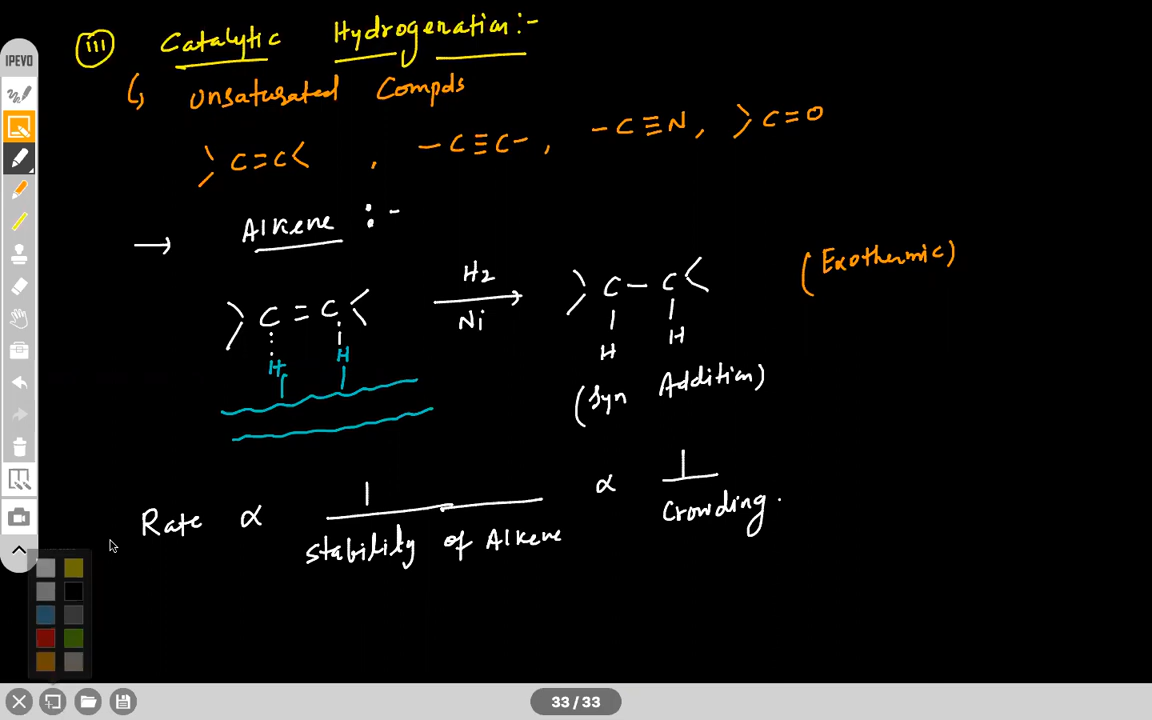 IPEVO
iii Catalytic Hydrogenation:-
Unsaturated Compds
>C=C< , -C≡C- , -C≡N, >C=O
→ Alkene :-
>C=C< H2 Ni >C-C< (Exothermic)
H H H H
(Syn Addition)
Rate ∝ 1/Stability of Alkene ∝ 1/Crowding.
33/33